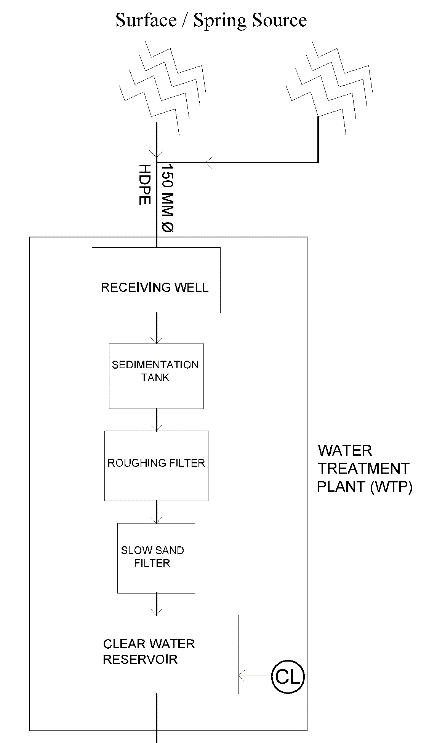 Surface / Spring Source
150 MM Ø
HDPE
RECEIVING WELL
SEDIMENTATION
TANK
ROUGHING FILTER
WATER
TREATMENT
PLANT (WTP)
SLOW SAND
FILTER
CLEAR WATER
RESERVOIR
CL